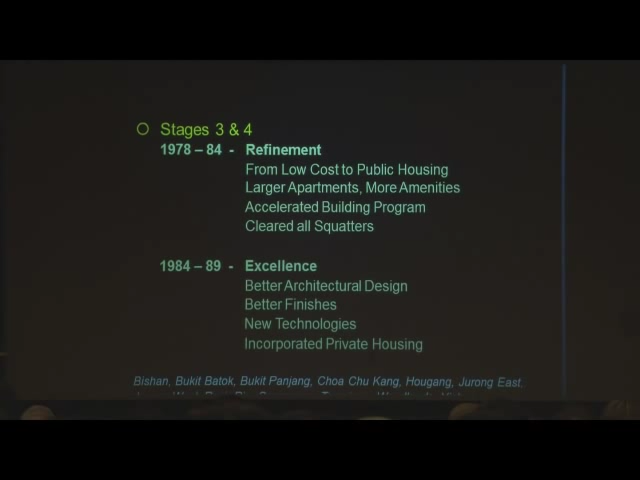 Stages 3 & 4
1978 – 84 - Refinement
From Low Cost to Public Housing
Larger Apartments, More Amenities
Accelerated Building Program
Cleared all Squatters
1984 – 89 - Excellence
Better Architectural Design
Better Finishes
New Technologies
Incorporated Private Housing
Bishan, Bukit Batok, Bukit Panjang, Choa Chu Kang, Hougang, Jurong East.